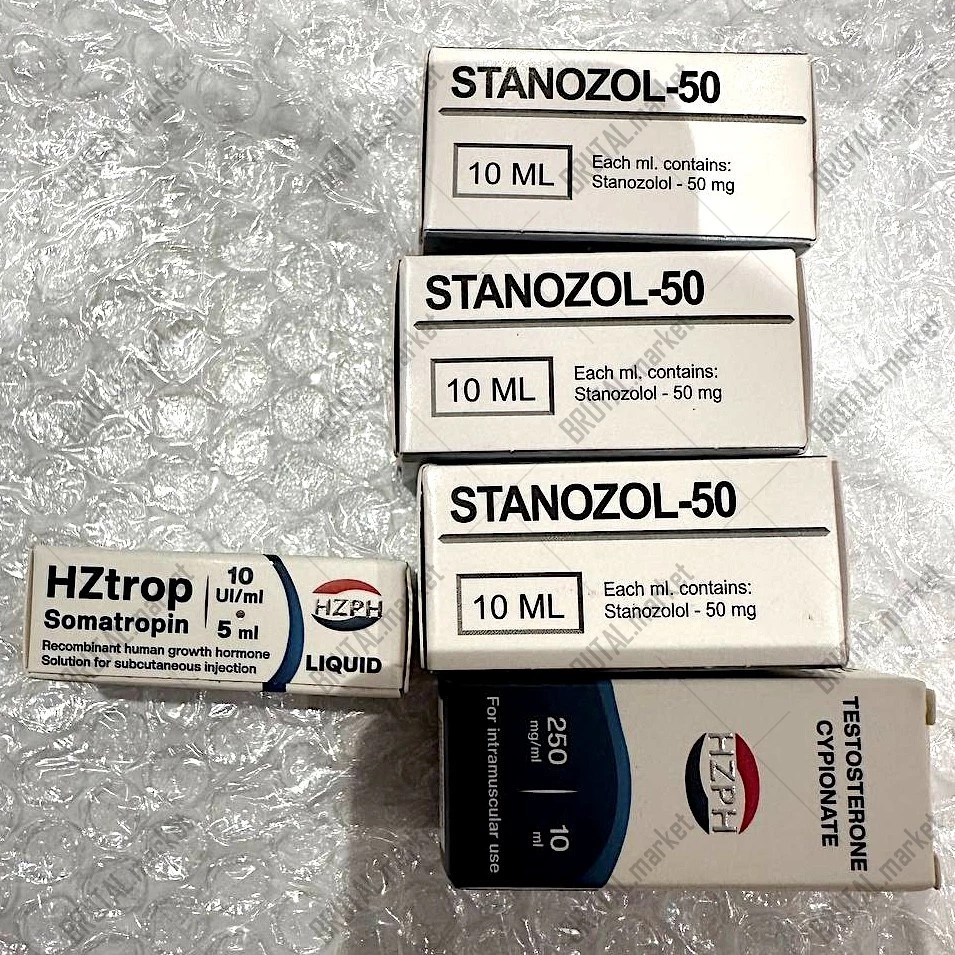 STANOZOL-50
10 ML
Each ml. contains:
Stanozolol - 50 mg
STANOZOL-50
10 ML
Each ml. contains:
Stanozolol - 50 mg
STANOZOL-50
10 ML
Each ml. contains:
Stanozolol - 50 mg
HZtrop
Somatropin
10
UI/ml
5 ml
Recombinant human growth hormone
Solution for subcutaneous injection
HZPH
LIQUID
TESTOSTERONE
CYPIONATE
HZPH
250
mg/ml
10
ml
For intramuscular use
BRUTAL.market